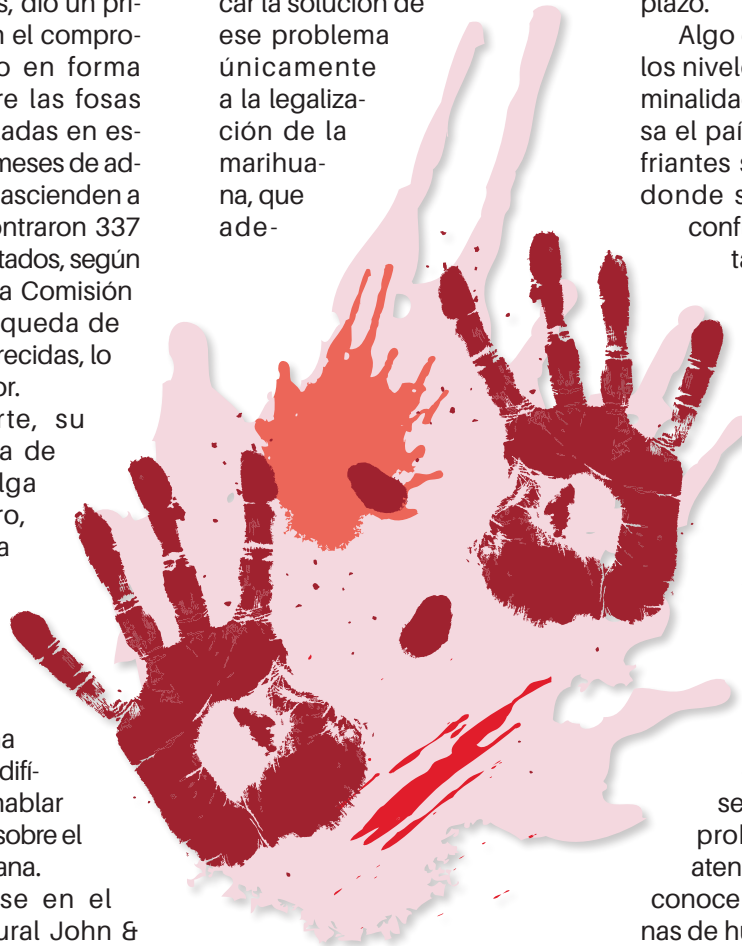 s, dio un pri-
n el compro-
o en forma
re las fosas
adas en es-
meses de ad-
ascienden a
ntraron 337
tados, según
a Comisión
queda de
recidas, lo
or.
rte, su
a de
lga
ro,
a
a
difí-
hablar
sobre el
ana.
se en el
ural John &
car la solución de
ese problema
únicamente
a la legaliza-
ción de la
marihua-
na, que
ade-
plazo.
Algo
los nivel
minalida
sa el paí
friantes s
donde s
conf
ta
se
prob
aten
conoce
nas de hu